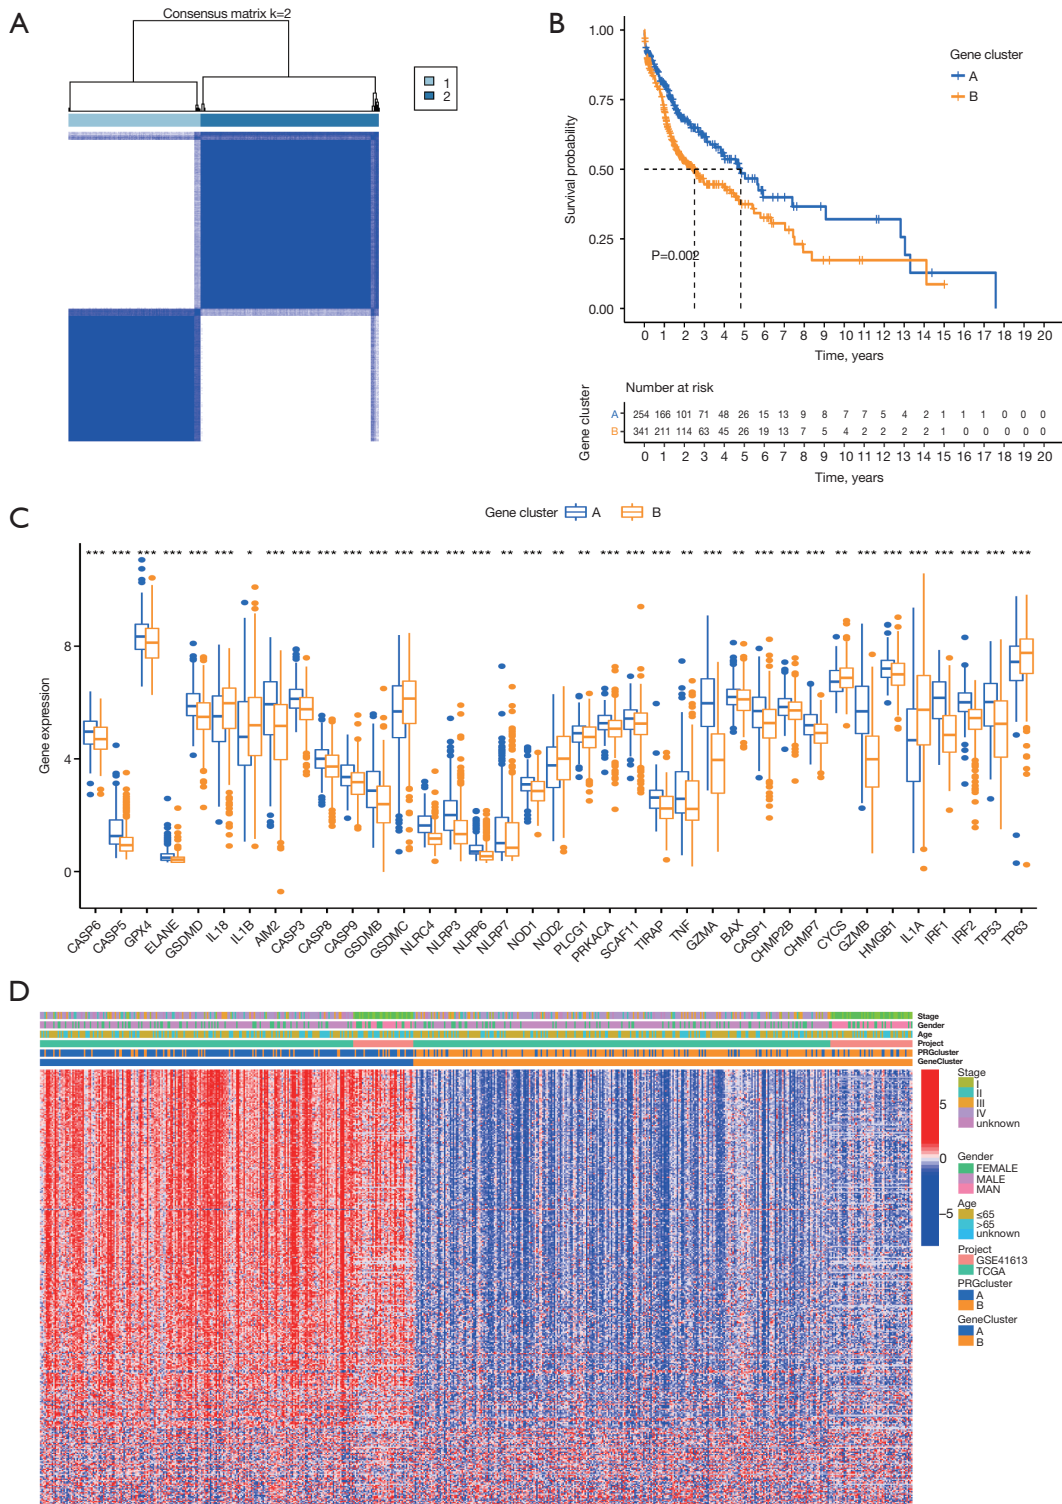 A
Consensus matrix k=2
1
2
B
Gene cluster
A
B
Survival probability
1.00
0.75
0.50
0.25
0.00
P=0.002
0 1 2 3 4 5 6 7 8 9 10 11 12 13 14 15 16 17 18 19 20
Time, years
Number at risk
Gene cluster
A 254 166 101 71 48 26 15 13 9 8 7 7 5 4 2 1 1 1 0 0 0
B 341 211 114 63 45 26 19 13 7 5 4 2 2 2 2 1 0 0 0 0 0
0 1 2 3 4 5 6 7 8 9 10 11 12 13 14 15 16 17 18 19 20
Time, years
C
Gene cluster A B
*** *** *** *** *** *** * *** *** *** *** *** *** *** *** *** ** *** ** ** *** *** *** ** *** ** *** *** *** ** *** *** *** *** *** *** ***
Gene expression
8
4
0
CASP6 CASP5 GPX4 ELANE GSDMD IL18 IL1B AIM2 CASP3 CASP8 CASP9 GSDMB GSDMC NLRC4 NLRP3 NLRP6 NLRP7 NOD1 NOD2 PLCG1 PRKACA SCAF11 TIRAP TNF GZMA BAX CASP1 CHMP2B CHMP7 CYCS GZMB HMGB1 IL1A IRF1 IRF2 TP53 TP63
D
Stage
Gender
Age
Project
PRGcluster
GeneCluster
5
0
−5
Stage
I
II
III
IV
unknown
Gender
FEMALE
MALE
MAN
Age
≤65
>65
unknown
Project
GSE41613
TCGA
PRGcluster
A
B
GeneCluster
A
B